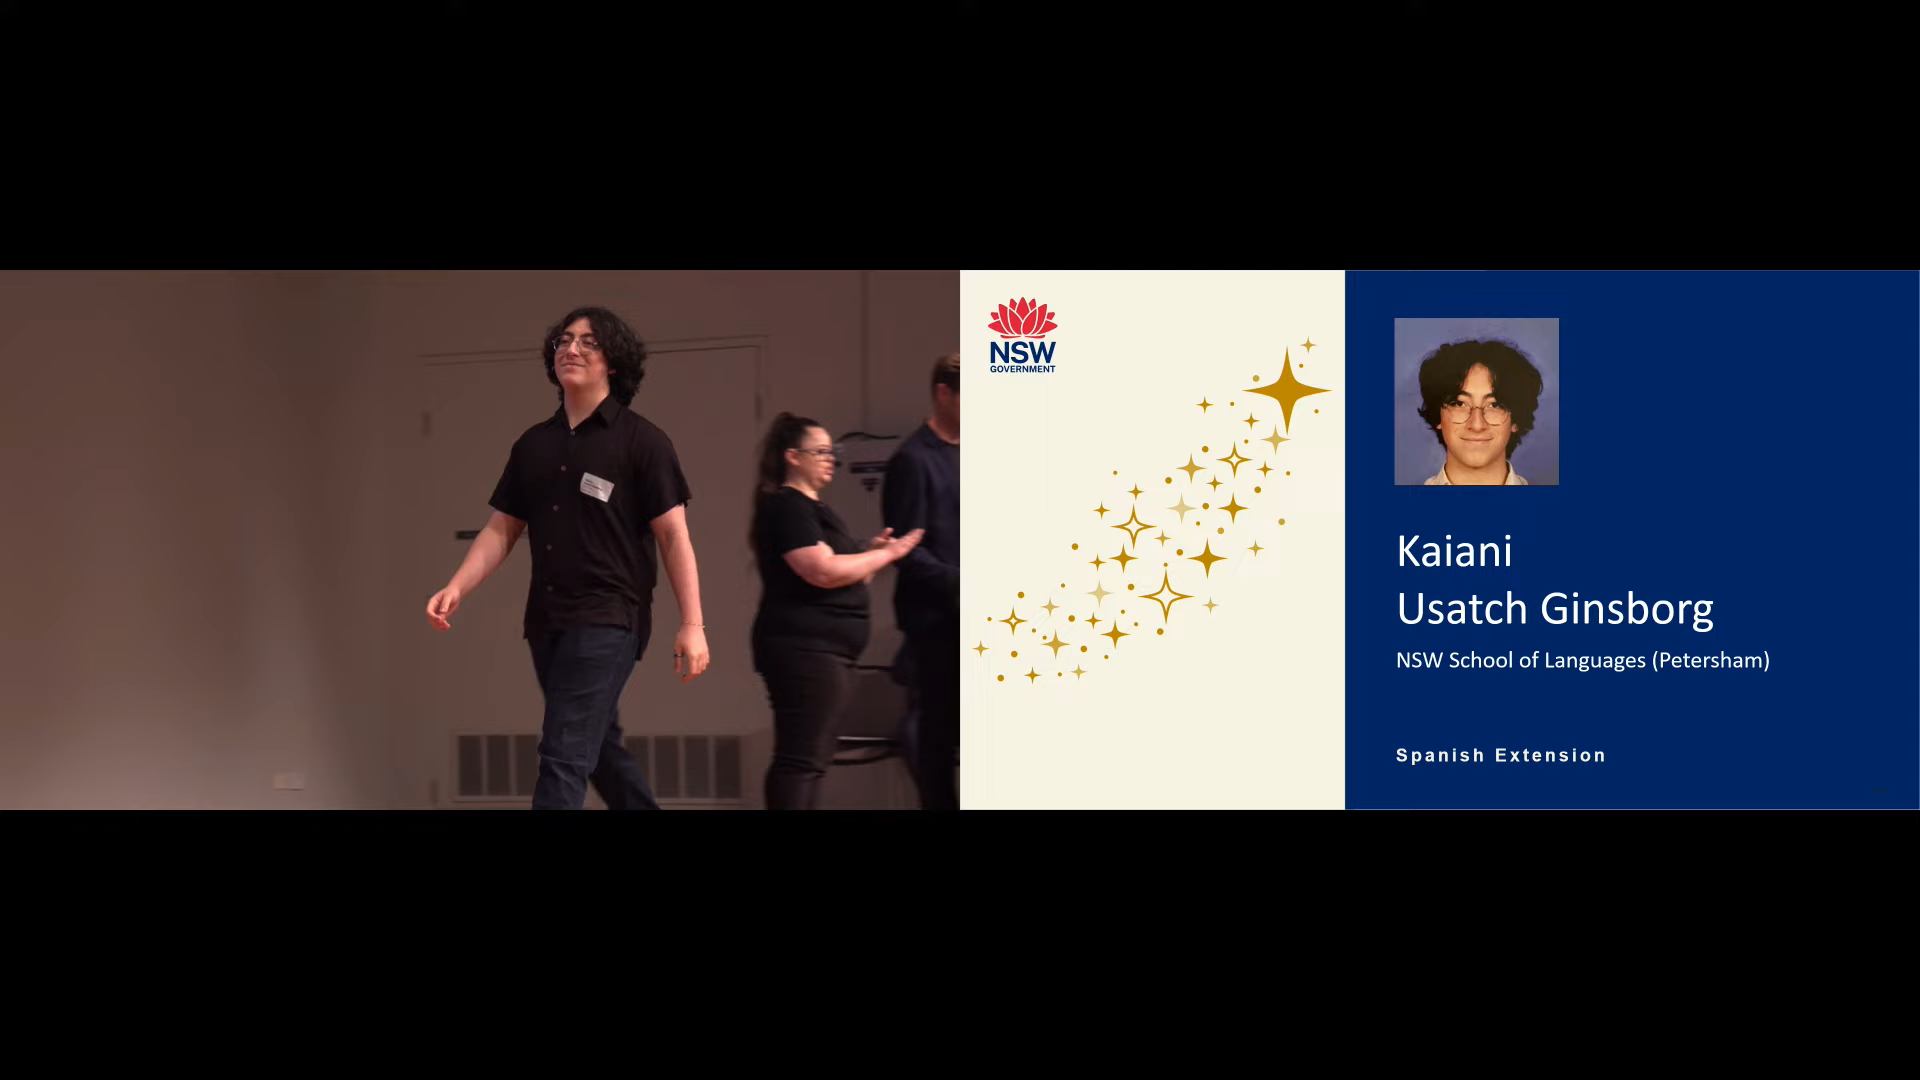 NSW
GOVERNMENT
Kaiani
Usatch Ginsborg
NSW School of Languages (Petersham)
Spanish Extension